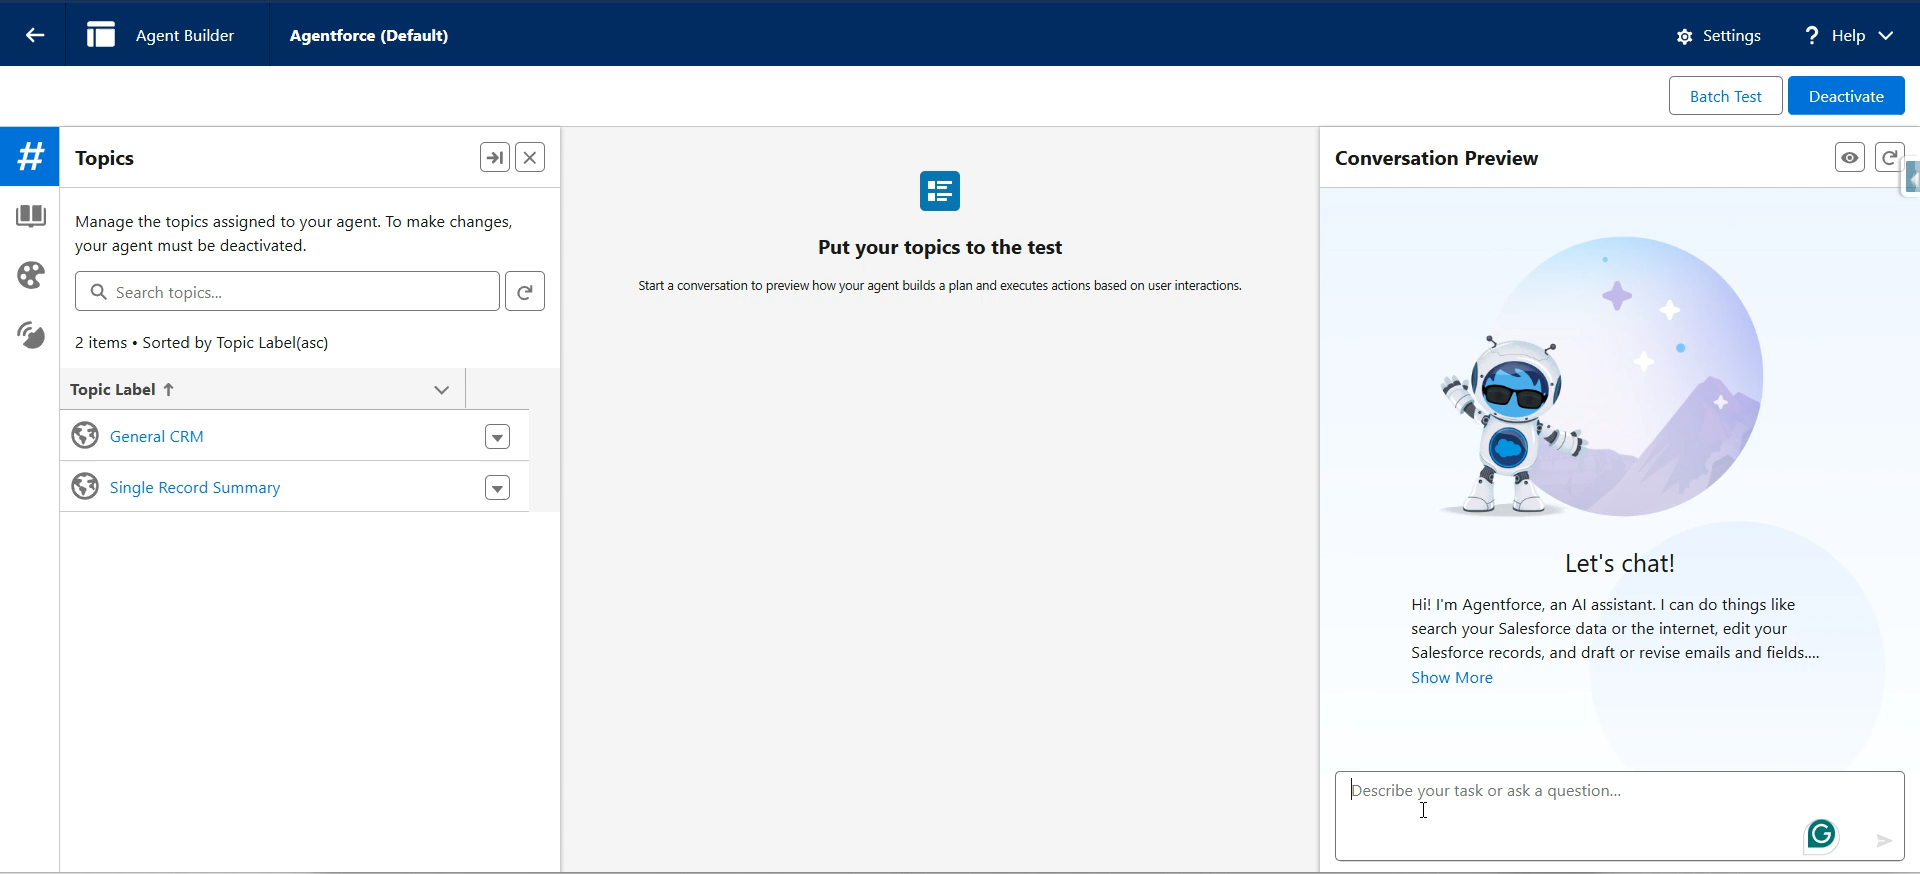 Agent Builder
Agentforce (Default)
Settings
? Help
Batch Test
Deactivate
#
Topics
Manage the topics assigned to your agent. To make changes,
your agent must be deactivated.
Search topics...
2 items • Sorted by Topic Label(asc)
Topic Label ↑
General CRM
Single Record Summary
Put your topics to the test
Start a conversation to preview how your agent builds a plan and executes actions based on user interactions.
Conversation Preview
Let's chat!
Hi! I'm Agentforce, an AI assistant. I can do things like
search your Salesforce data or the internet, edit your
Salesforce records, and draft or revise emails and fields....
Show More
Describe your task or ask a question...
G